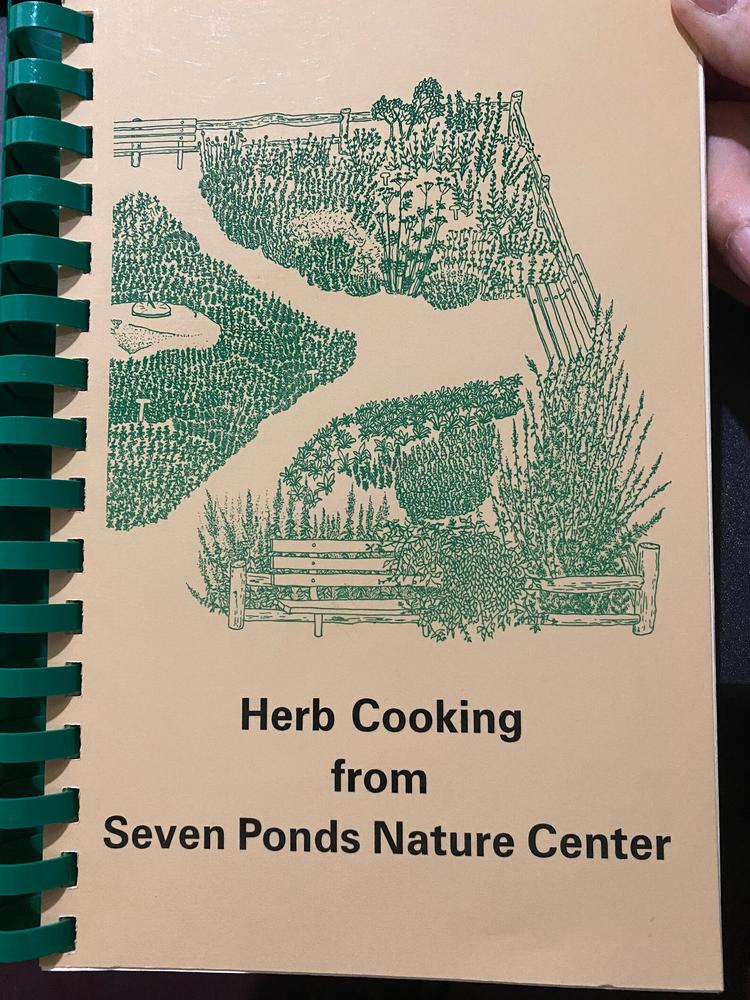 Herb Cooking
from
Seven Ponds Nature Center